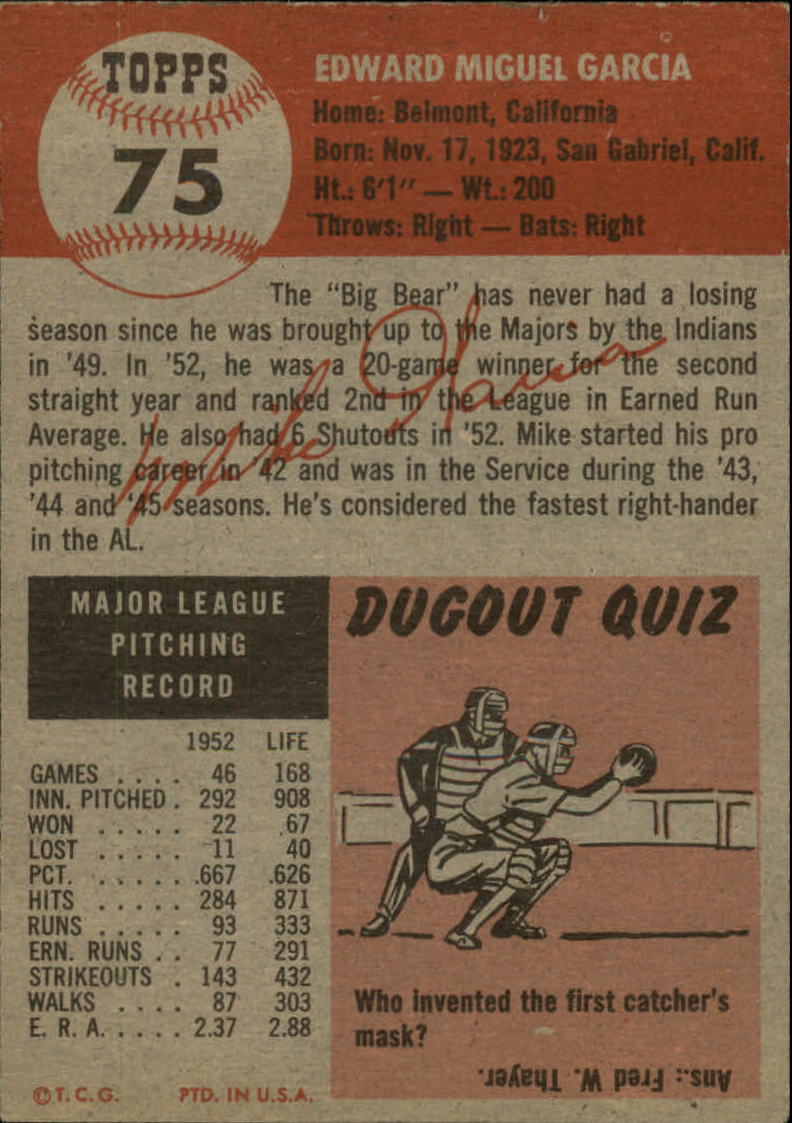 TOPPS
75
EDWARD MIGUEL GARCIA
Home: Belmont, California
Born: Nov. 17, 1923, San Gabriel, Calif.
Ht.: 6'1" — Wt.: 200
Throws: Right — Bats: Right
The "Big Bear" has never had a losing
season since he was brought up to the Majors by the Indians
in '49. In '52, he was a 20-game winner for the second
straight year and ranked 2nd in the League in Earned Run
Average. He also had 6 Shutouts in '52. Mike started his pro
pitching career in '42 and was in the Service during the '43,
'44 and '45 seasons. He's considered the fastest right-hander
in the AL.
Mike Garcia
MAJOR LEAGUE
PITCHING
RECORD
1952 LIFE
GAMES . . . . 46 168
INN. PITCHED . 292 908
WON . . . . . 22 67
LOST . . . . . 11 40
PCT. . . . . . .667 .626
HITS . . . . . 284 871
RUNS . . . . . 93 333
ERN. RUNS . . 77 291
STRIKEOUTS . 143 432
WALKS . . . . 87 303
E. R. A. . . . . 2.37 2.88
©T.C.G. PTD. IN U.S.A.
DUGOUT QUIZ
Who invented the first catcher's
mask?
Ans.: Fred W. Thayer.